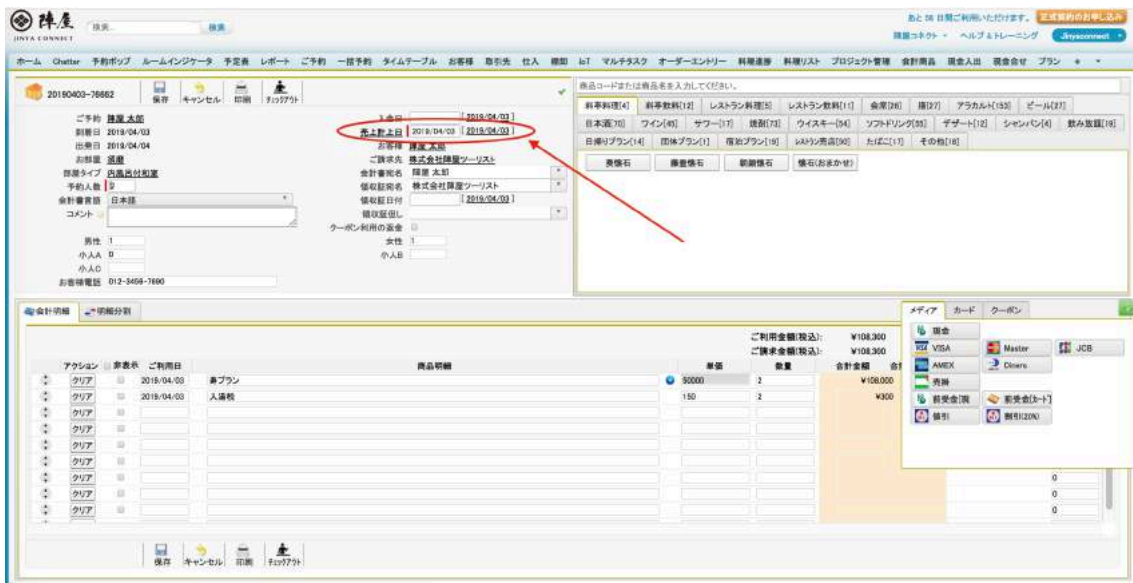 陣屋
JINYA CONNECT
検索...
検索
あと 56 日間ご利用いただけます。 正式契約のお申し込み
陣屋コネクト ヘルプ&トレーニング Jinyaconnect
ホーム Chatter 予約ポップ ルームインジケータ 予定表 レポート ご予約 一括予約 タイムテーブル お客様 取引先 仕入 棚卸 IoT マルチタスク オーダーエントリー 料理進捗 料理リスト プロジェクト管理 会計商品 現金入出 現金合せ プラン +
20190403-76662
保存 キャンセル 印刷 チェックアウト
ご予約 陣屋 太郎
到着日 2019/04/03
出発日 2019/04/04
お部屋 須磨
部屋タイプ 内風呂付和室
予約人数 2
会計書言語 日本語
コメント
男性 1
小人A 0
小人C
お客様電話 012-3456-7890
入金日 [ 2019/04/03 ]
売上計上日 2019/04/03 [ 2019/04/03 ]
お客様 陣屋 太郎
ご請求先 株式会社陣屋ツーリスト
会計書宛名 陣屋 太郎
領収証宛名 株式会社陣屋ツーリスト
領収証日付 [ 2019/04/03 ]
領収証但し
クーポン利用の返金
女性 1
小人B
商品コードまたは商品名を入力してください。
料亭料理[4] 料亭飲料[12] レストラン料理[5] レストラン飲料[11] 会席[26] 椿[27] アラカルト[153] ビール[27]
日本酒[70] ワイン[45] サワー[17] 焼酎[73] ウイスキー[54] ソフトドリンク[55] デザート[12] シャンパン[4] 飲み放題[19]
日帰りプラン[14] 団体プラン[1] 宿泊プラン[19] レストラン売店[90] たばこ[17] その他[18]
葵懐石 藤壺懐石 朝顔懐石 懐石(おまかせ)
会計明細 明細分割
ご利用金額(税込): ¥108,300
ご請求金額(税込): ¥108,300
アクション 非表示 ご利用日 商品明細 単価 数量 合計金額
クリア 2019/04/03 寿プラン 50000 2 ¥108,000
クリア 2019/04/03 入湯税 150 2 ¥300
クリア
クリア
クリア
クリア
クリア 0
クリア 0
クリア 0
メディア カード クーポン
現金
VISA Master JCB
AMEX Diners
売掛
前受金[現 前受金[カード]
値引 割引(20%)
保存 キャンセル 印刷 チェックアウト